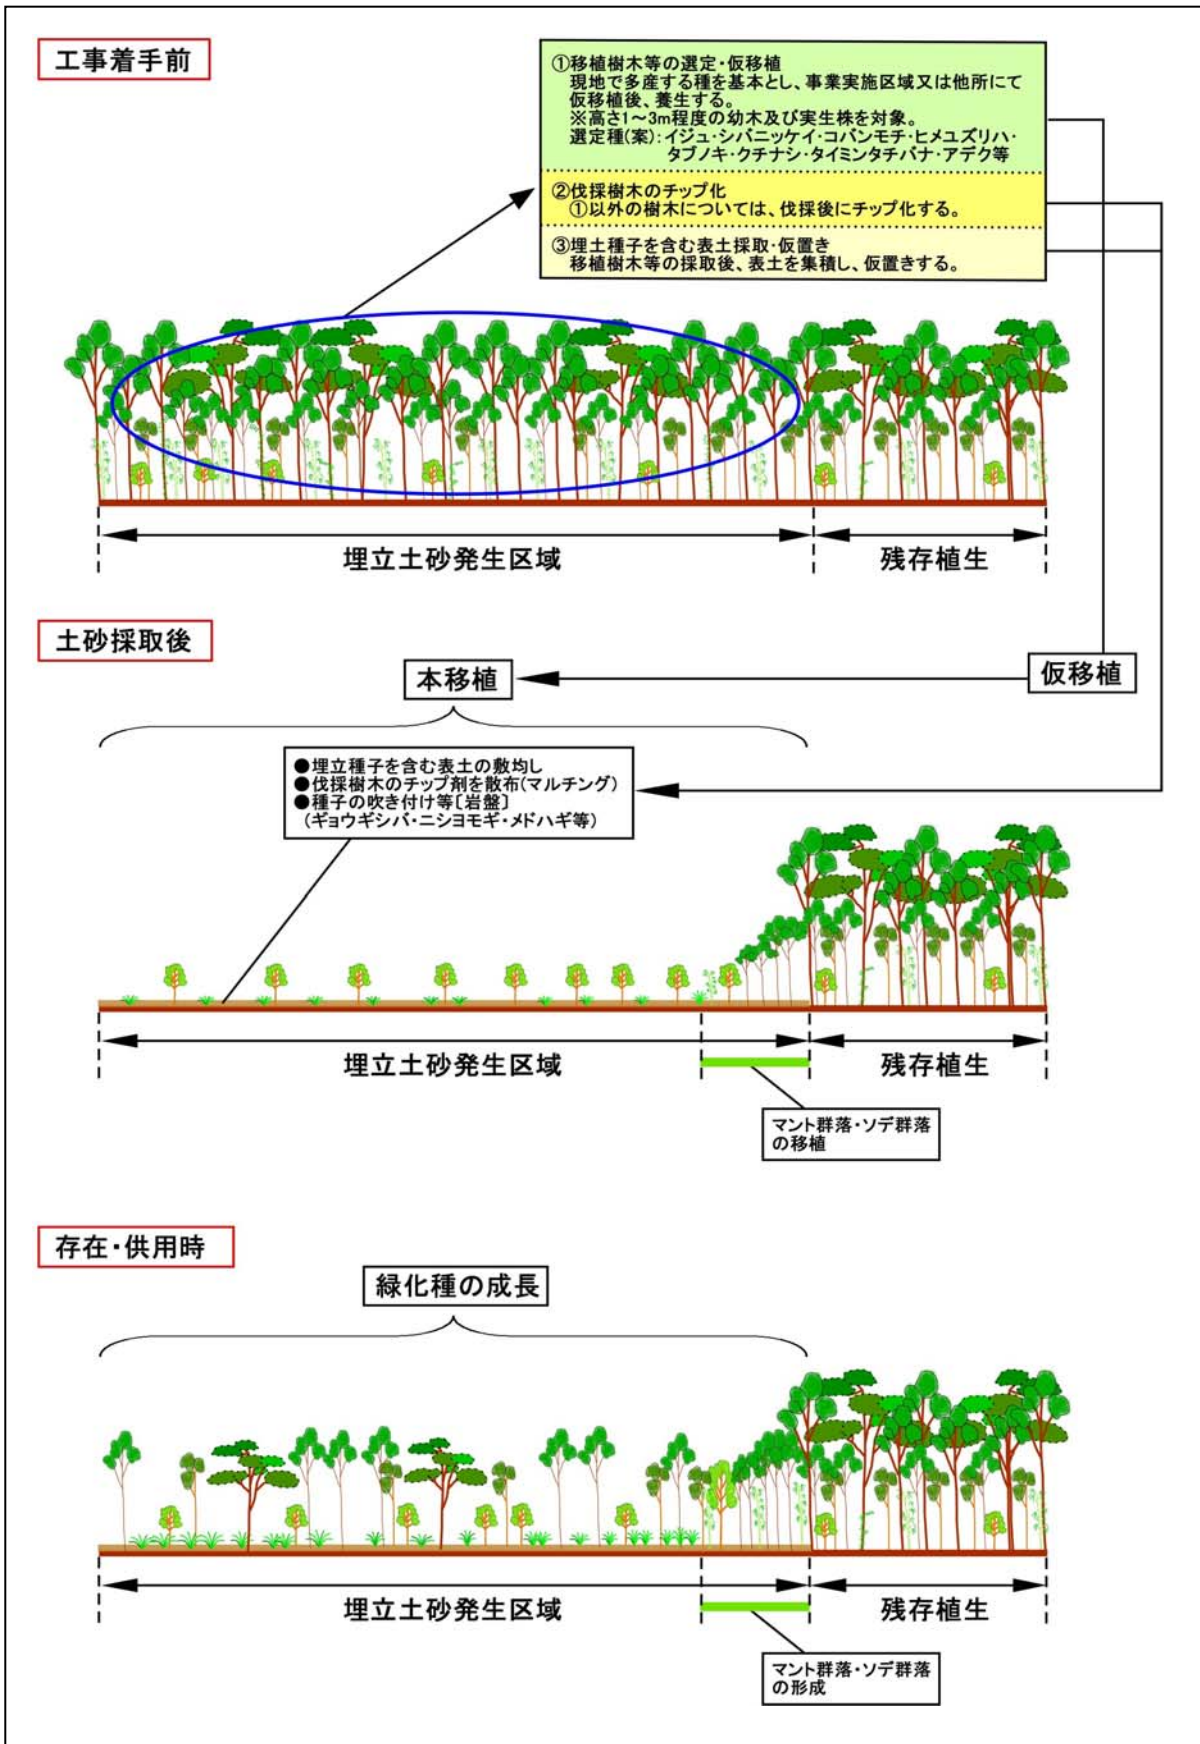 工事着手前
①移植樹木等の選定・仮移植
現地で多産する種を基本とし、事業実施区域又は他所にて
仮移植後、養生する。
※高さ1～3m程度の幼木及び実生株を対象。
選定種(案)：イジュ・シバニッケイ・コバンモチ・ヒメユズリハ・
タブノキ・クチナシ・タイミンタチバナ・アデク等
②伐採樹木のチップ化
①以外の樹木については、伐採後にチップ化する。
③埋土種子を含む表土採取・仮置き
移植樹木等の採取後、表土を集積し、仮置きする。
埋立土砂発生区域
残存植生
土砂採取後
本移植
仮移植
●埋立種子を含む表土の敷均し
●伐採樹木のチップ剤を散布(マルチング)
●種子の吹き付け等〔岩盤〕
(ギョウギシバ・ニシヨモギ・メドハギ等)
埋立土砂発生区域
残存植生
マント群落・ソデ群落
の移植
存在・供用時
緑化種の成長
埋立土砂発生区域
残存植生
マント群落・ソデ群落
の形成